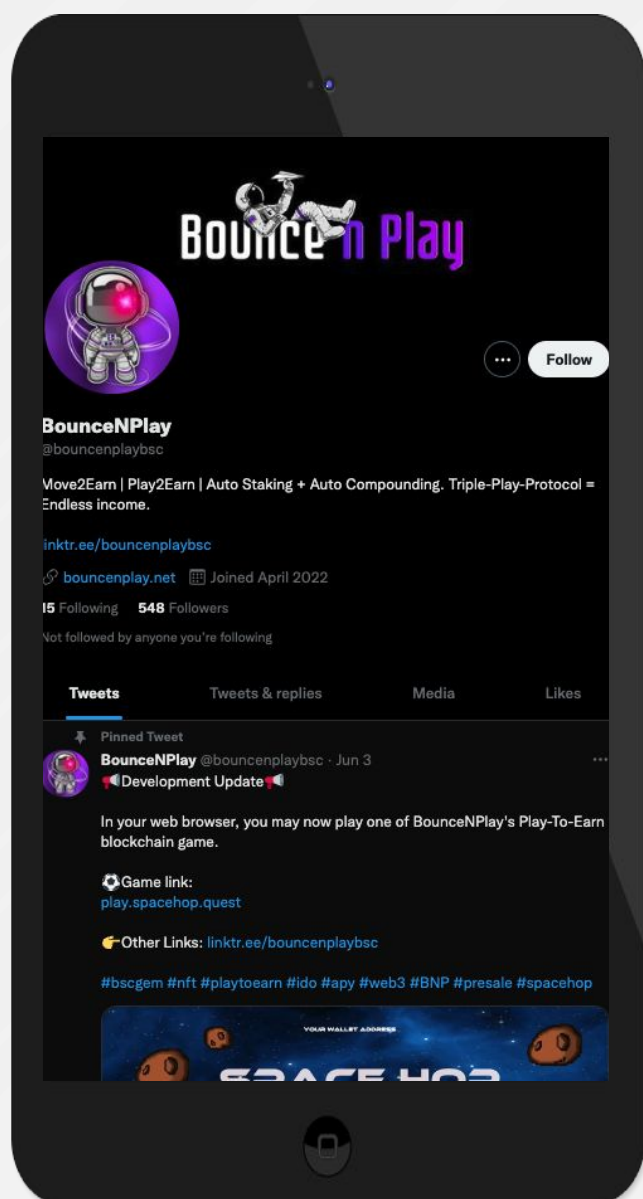 Bounce n Play
Follow
BounceNPlay
@bouncenplaybsc
Move2Earn | Play2Earn | Auto Staking + Auto Compounding. Triple-Play-Protocol =
Endless income.
linktr.ee/bouncenplaybsc
bouncenplay.net Joined April 2022
15 Following 548 Followers
Not followed by anyone you're following
Tweets Tweets & replies Media Likes
Pinned Tweet
BounceNPlay @bouncenplaybsc · Jun 3
📢Development Update📢
In your web browser, you may now play one of BounceNPlay's Play-To-Earn
blockchain game.
⚽Game link:
play.spacehop.quest
👉Other Links: linktr.ee/bouncenplaybsc
#bscgem #nft #playtoearn #ido #apy #web3 #BNP #presale #spacehop
YOUR WALLET ADDRESS
SPACE HOP